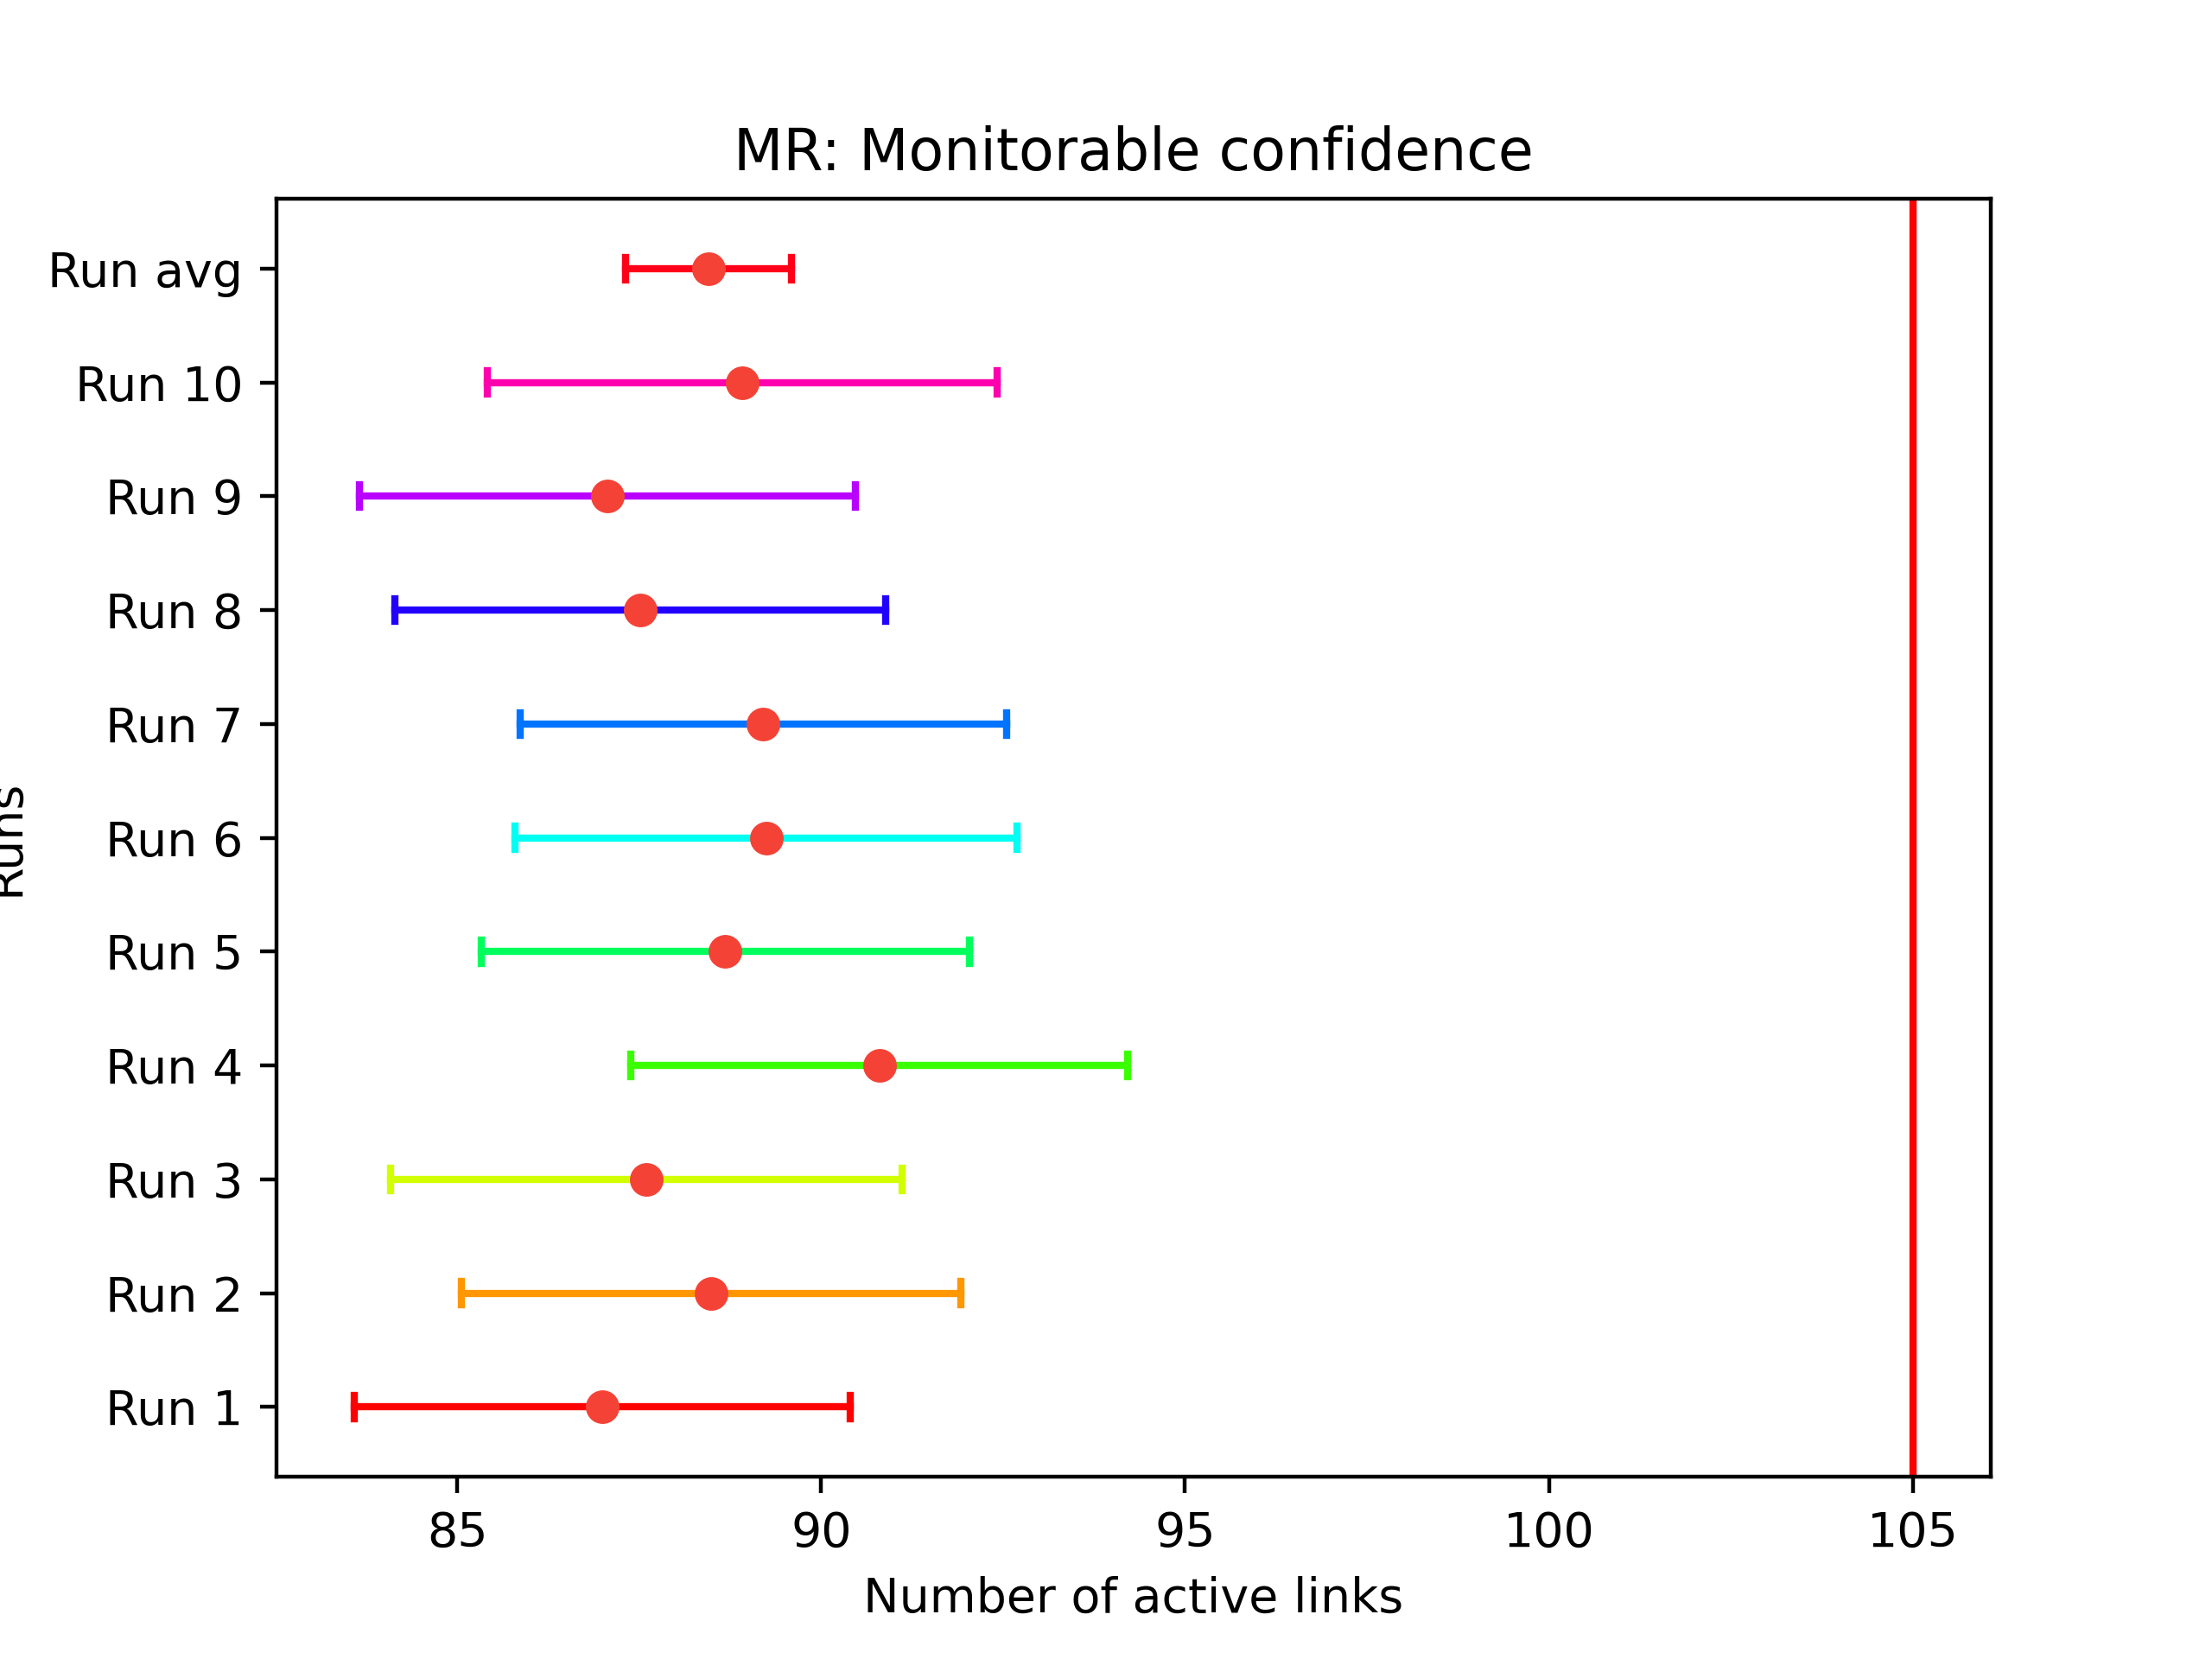 MR: Monitorable confidence
Run avg
Run 10
Run 9
Run 8
Run 7
Run 6
Run 5
Run 4
Run 3
Run 2
Run 1
Runs
85 90 95 100 105
Number of active links